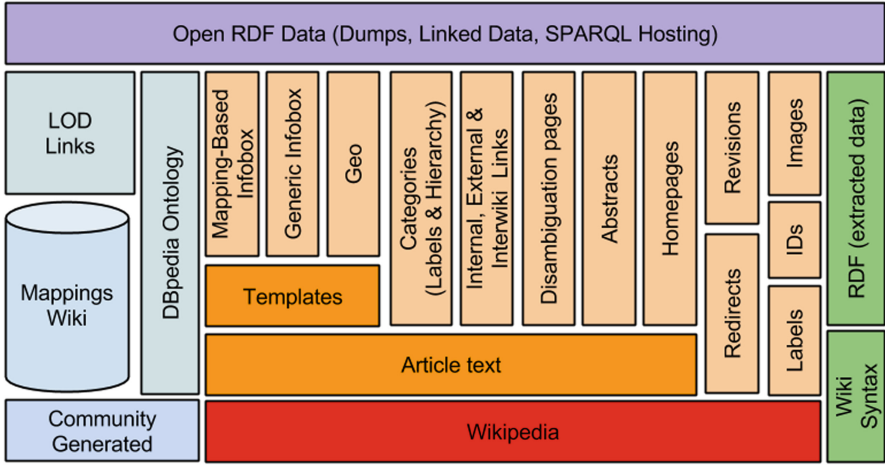 Open RDF Data (Dumps, Linked Data, SPARQL Hosting)
LOD
Links
Mappings
Wiki
Community
Generated
DBpedia Ontology
Mapping-Based
Infobox
Generic Infobox
Geo
Templates
Categories
(Labels & Hierarchy)
Internal, External &
Interwiki Links
Disambiguation pages
Abstracts
Homepages
Article text
Revisions
Redirects
Images
IDs
Labels
Wikipedia
RDF (extracted data)
Wiki
Syntax